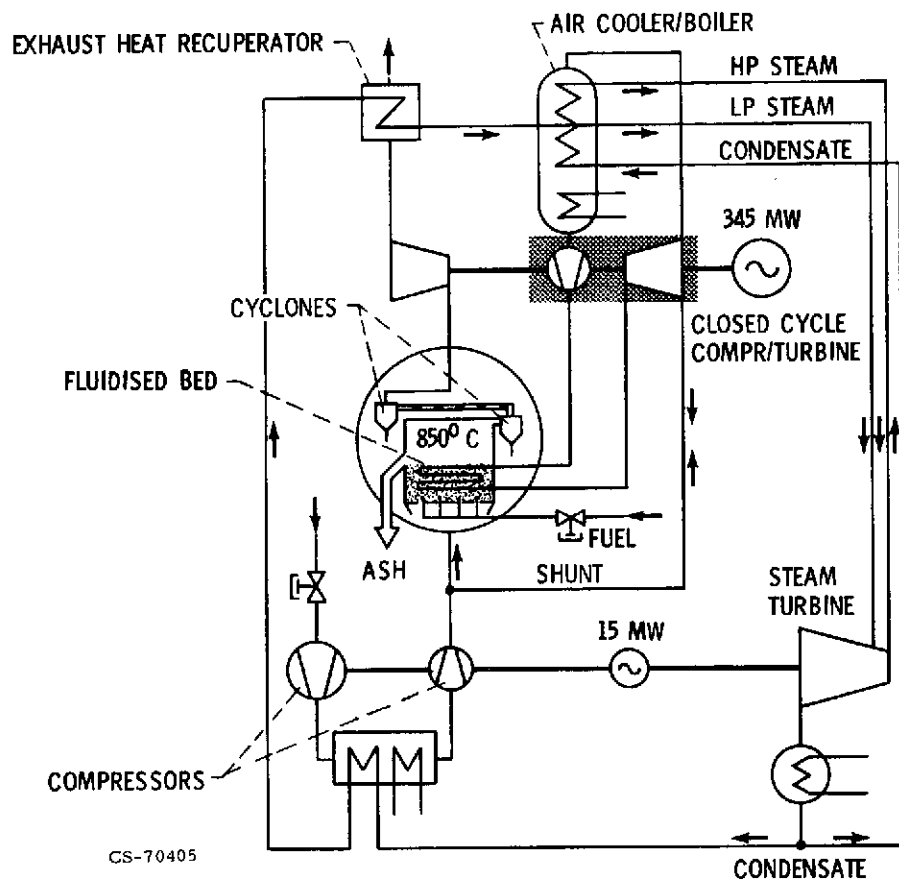 AIR COOLER/BOILER
EXHAUST HEAT RECUPERATOR
HP STEAM
LP STEAM
CONDENSATE
345 MW
CYCLONES
CLOSED CYCLE
COMPR/TURBINE
FLUIDISED BED
850⁰ C
FUEL
ASH
SHUNT
STEAM
TURBINE
15 MW
COMPRESSORS
CS-70405
CONDENSATE